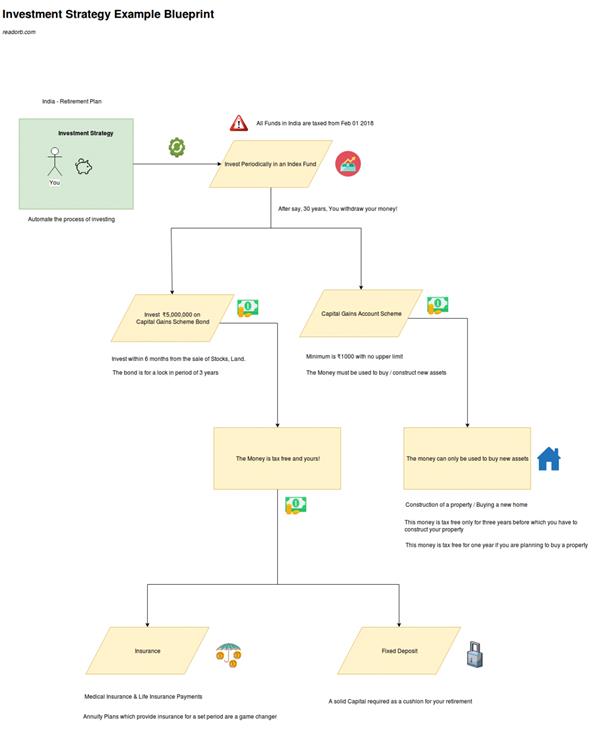 Investment Strategy Example Blueprint
readorb.com
India - Retirement Plan
All Funds in India are taxed from Feb 01 2018
Investment Strategy
You
Invest Periodically in an Index Fund
Automate the process of investing
After say, 30 years, You withdraw your money!
Invest ₹5,000,000 on
Capital Gains Scheme Bond
Capital Gains Account Scheme
Invest within 6 months from the sale of Stocks, Land.
The bond is for a lock in period of 3 years
Minimum is ₹1000 with no upper limit
The Money must be used to buy / construct new assets
The Money is tax free and yours!
The money can only be used to buy new assets
Construction of a property / Buying a new home
This money is tax free only for three years before which you have to
construct your property
This money is tax free for one year if you are planning to buy a property
Insurance
Fixed Deposit
Medical Insurance & Life Insurance Payments
Annuity Plans which provide insurance for a set period are a game changer
A solid Capital required as a cushion for your retirement